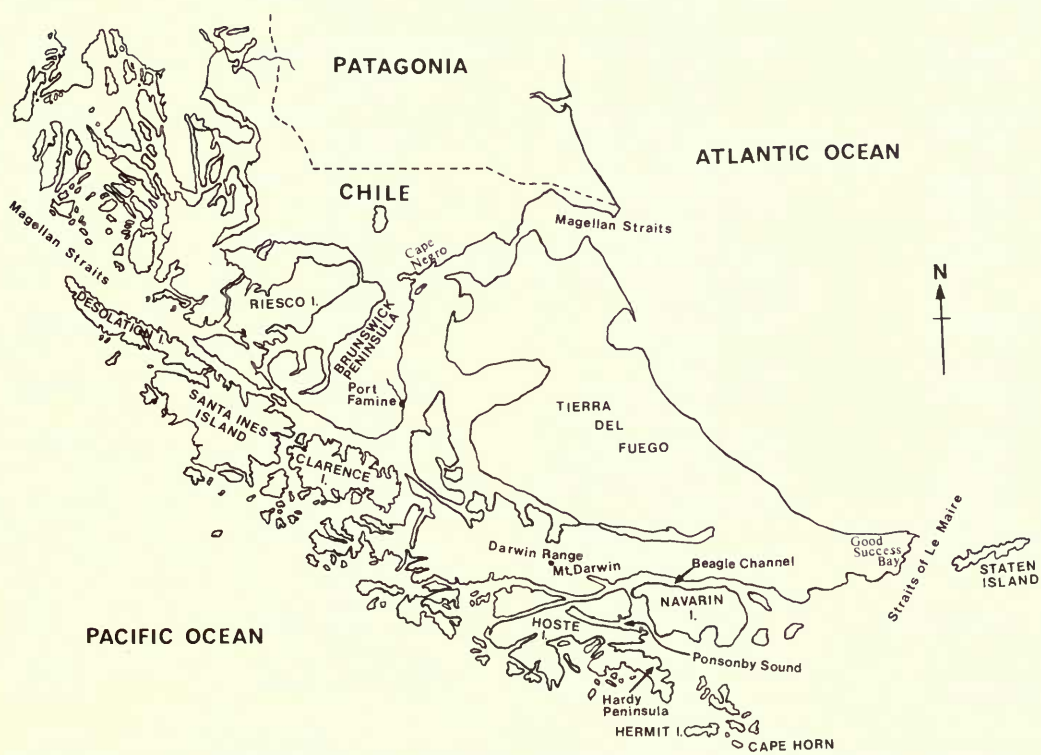 PATAGONIA
ATLANTIC OCEAN
CHILE
Magellan Straits
Magellan Straits
Cape
Negro
N
RIESCO I.
DESOLATION I.
BRUNSWICK
PENINSULA
Port
Famine
SANTA INES
ISLAND
TIERRA
DEL
FUEGO
CLARENCE
I.
Good
Success
Bay
Straits of Le Maire
STATEN
ISLAND
Darwin Range
Mt.Darwin
Beagle Channel
NAVARIN
I.
HOSTE
I.
PACIFIC OCEAN
Ponsonby Sound
Hardy
Peninsula
HERMIT I.
CAPE HORN